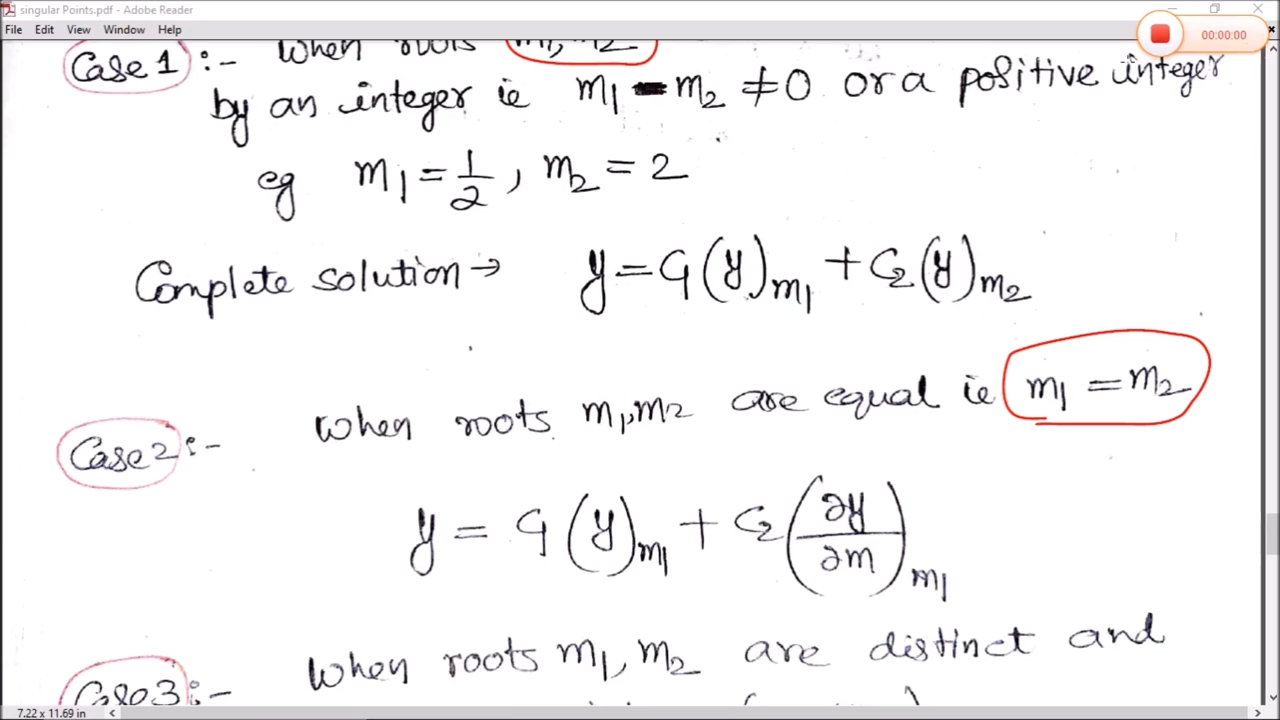 singular Points.pdf - Adobe Reader
File Edit View Window Help
00:00:00
Case 1 :- When roots m1, m2
by an integer ie m₁ - m₂ ≠ 0 or a positive integer
eg m₁ = 1/2, m₂ = 2
Complete solution → y = C₁ (y)m₁ + C₂ (y)m₂
Case 2 :- When roots m₁, m₂ are equal ie m₁ = m₂
y = C₁ (y)m₁ + C₂ (∂y/∂m)m₁
Case 3 :- When roots m₁, m₂ are distinct and
7.22 x 11.69 in